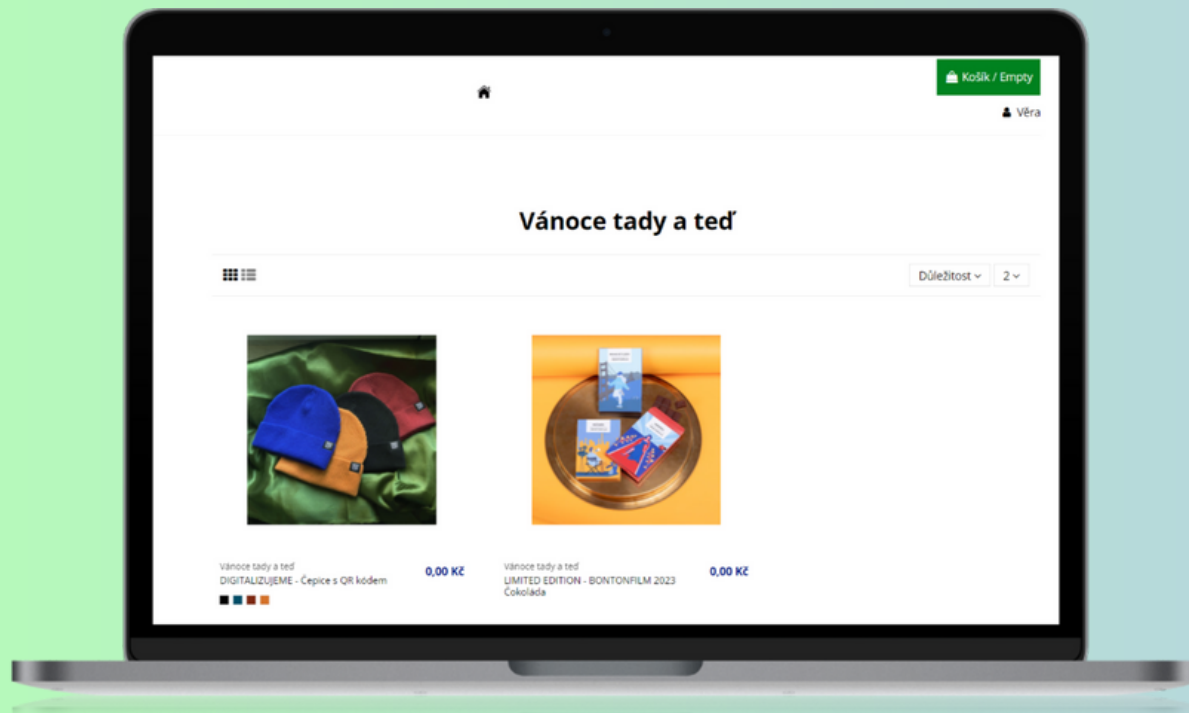 Košík / Empty
Věra
Vánoce tady a teď
Důležitost
2
Vánoce tady a teď
DIGITALIZUJEME - Čepice s QR kódem
0,00 Kč
Vánoce tady a teď
LIMITED EDITION - BONTONFILM 2023
Čokoláda
0,00 Kč